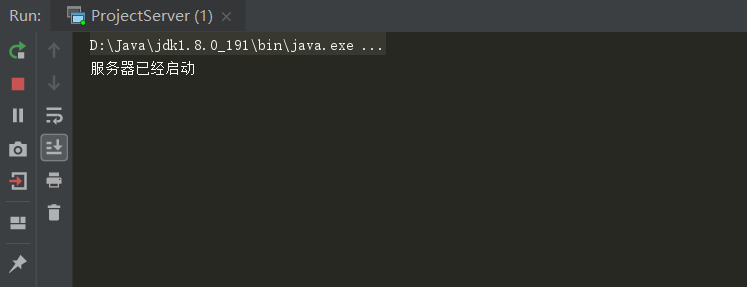 Run: ProjectServer (1)
D:\Java\jdk1.8.0_191\bin\java.exe ...
服务器已经启动